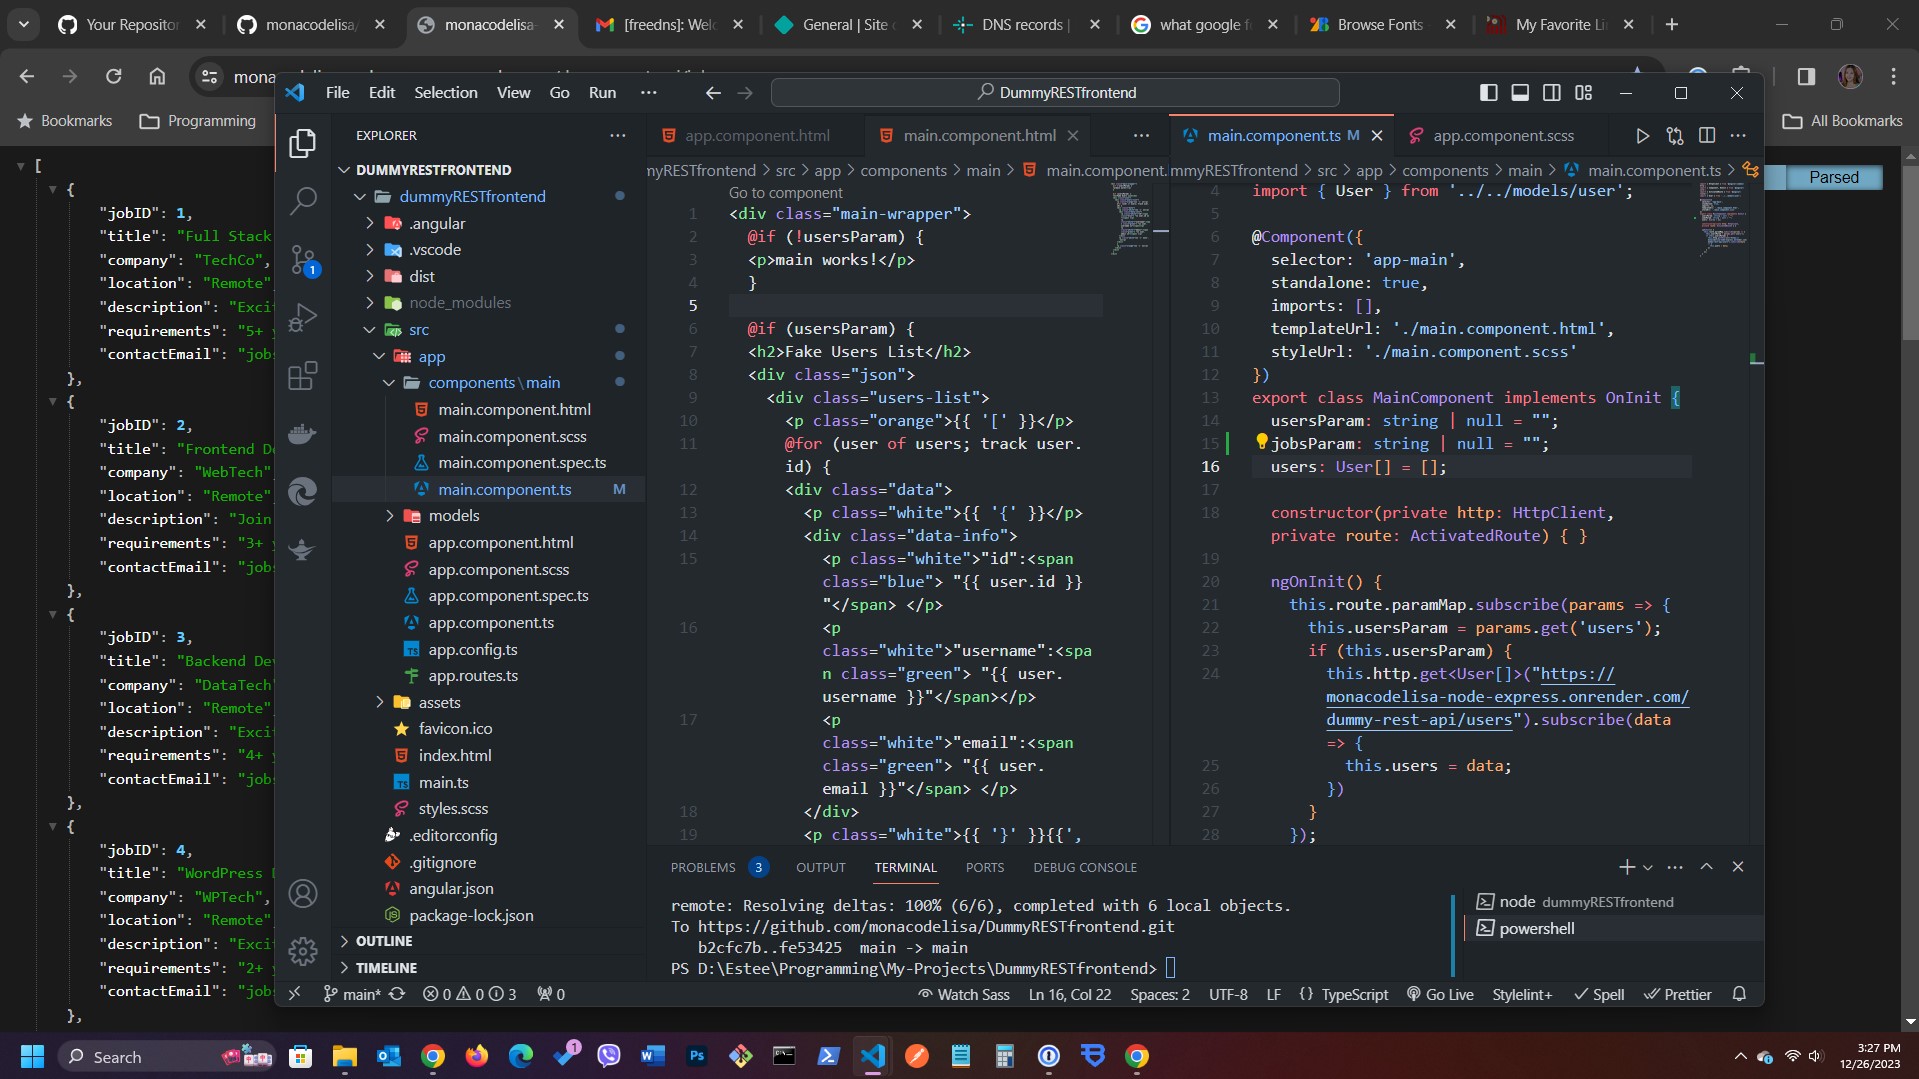 Your Repositor
monacodelisa/
monacodelisa-
[freedns]: Welc
General | Site
DNS records |
what google f
Browse Fonts
My Favorite Li
Bookmarks
Programming
All Bookmarks
Parsed
[
{
"jobID": 1,
"title": "Full Stack
"company": "TechCo",
"location": "Remote"
"description": "Exci
"requirements": "5+
"contactEmail": "job
},
{
"jobID": 2,
"title": "Frontend De
"company": "WebTech"
"location": "Remote"
"description": "Join
"requirements": "3+
"contactEmail": "job
},
{
"jobID": 3,
"title": "Backend Dev
"company": "DataTech"
"location": "Remote"
"description": "Exci
"requirements": "4+
"contactEmail": "job
},
{
"jobID": 4,
"title": "WordPress
"company": "WPTech",
"location": "Remote"
"description": "Exci
"requirements": "2+
"contactEmail": "job
},
File Edit Selection View Go Run ···
DummyRESTfrontend
EXPLORER
DUMMYRESTFRONTEND
dummyRESTfrontend
.angular
.vscode
dist
node_modules
src
app
components\main
main.component.html
main.component.scss
main.component.spec.ts
main.component.ts M
models
app.component.html
app.component.scss
app.component.spec.ts
app.component.ts
app.config.ts
app.routes.ts
assets
favicon.ico
index.html
main.ts
styles.scss
.editorconfig
.gitignore
angular.json
package-lock.json
OUTLINE
TIMELINE
1
app.component.html
main.component.html
myRESTfrontend > src > app > components > main > main.component.
Go to component
1 <div class="main-wrapper">
2 @if (!usersParam) {
3 <p>main works!</p>
4 }
5
6 @if (usersParam) {
7 <h2>Fake Users List</h2>
8 <div class="json">
9 <div class="users-list">
10 <p class="orange">{{ '[' }}</p>
11 @for (user of users; track user.
id) {
12 <div class="data">
13 <p class="white">{{ '{' }}</p>
14 <div class="data-info">
15 <p class="white">"id":<span
class="blue"> "{{ user.id }}
"</span> </p>
16 <p
class="white">"username":<spa
n class="green"> "{{ user.
username }}"</span></p>
17 <p
class="white">"email":<span
class="green"> "{{ user.
email }}"</span> </p>
18 </div>
19 <p class="white">{{ '}' }}{{',
main.component.ts M
app.component.scss
mmyRESTfrontend > src > app > components > main > main.component.ts >
4 import { User } from '../../models/user';
5
6 @Component({
7 selector: 'app-main',
8 standalone: true,
9 imports: [],
10 templateUrl: './main.component.html',
11 styleUrl: './main.component.scss'
12 })
13 export class MainComponent implements OnInit {
14 usersParam: string | null = "";
15 jobsParam: string | null = "";
16 users: User[] = [];
17
18 constructor(private http: HttpClient,
private route: ActivatedRoute) { }
19
20 ngOnInit() {
21 this.route.paramMap.subscribe(params => {
22 this.usersParam = params.get('users');
23 if (this.usersParam) {
24 this.http.get<User[]>("https://
monacodelisa-node-express.onrender.com/
dummy-rest-api/users").subscribe(data
=> {
25 this.users = data;
26 })
27 }
28 });
PROBLEMS 3 OUTPUT TERMINAL PORTS DEBUG CONSOLE
remote: Resolving deltas: 100% (6/6), completed with 6 local objects.
To https://github.com/monacodelisa/DummyRESTfrontend.git
b2cfc7b..fe53425 main -> main
PS D:\Estee\Programming\My-Projects\DummyRESTfrontend>
node dummyRESTfrontend
powershell
main* 0 0 3 0 Watch Sass Ln 16, Col 22 Spaces: 2 UTF-8 LF {} TypeScript Go Live Stylelint+ Spell Prettier
Search
1
3:27 PM
12/26/2023